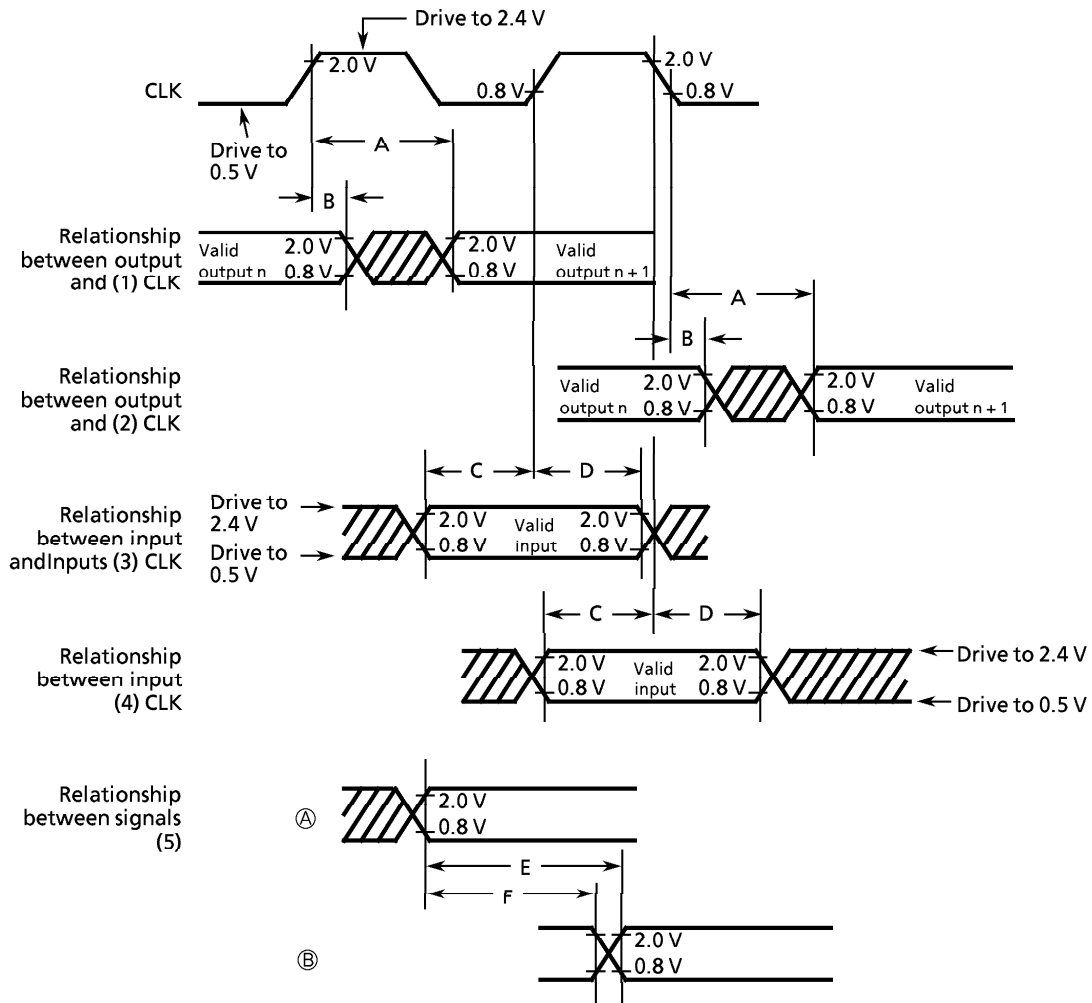 Drive to 2.4 V
CLK
2.0 V
0.8 V
2.0 V
0.8 V
Drive to
0.5 V
A
B
Relationship
between output
and (1) CLK
Valid
output n
2.0 V
0.8 V
2.0 V
0.8 V
Valid
output n + 1
A
B
Relationship
between output
and (2) CLK
Valid
output n
2.0 V
0.8 V
2.0 V
0.8 V
Valid
output n + 1
C
D
Relationship
between input
andInputs (3) CLK
Drive to
2.4 V
Drive to
0.5 V
2.0 V
0.8 V
Valid
input
2.0 V
0.8 V
C
D
Relationship
between input
(4) CLK
2.0 V
0.8 V
Valid
input
2.0 V
0.8 V
Drive to 2.4 V
Drive to 0.5 V
Relationship
between signals
(5)
Ⓐ
2.0 V
0.8 V
E
F
Ⓑ
2.0 V
0.8 V